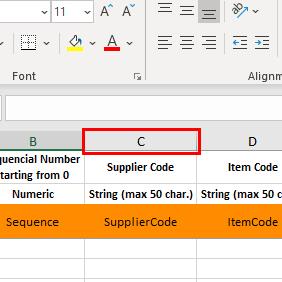 11
A A
A
Font
Alignm
B C D
quencial Number
tarting from 0
Supplier Code
Item Code
Numeric
String (max 50 char.)
String (max 50 c
Sequence
SupplierCode
ItemCode